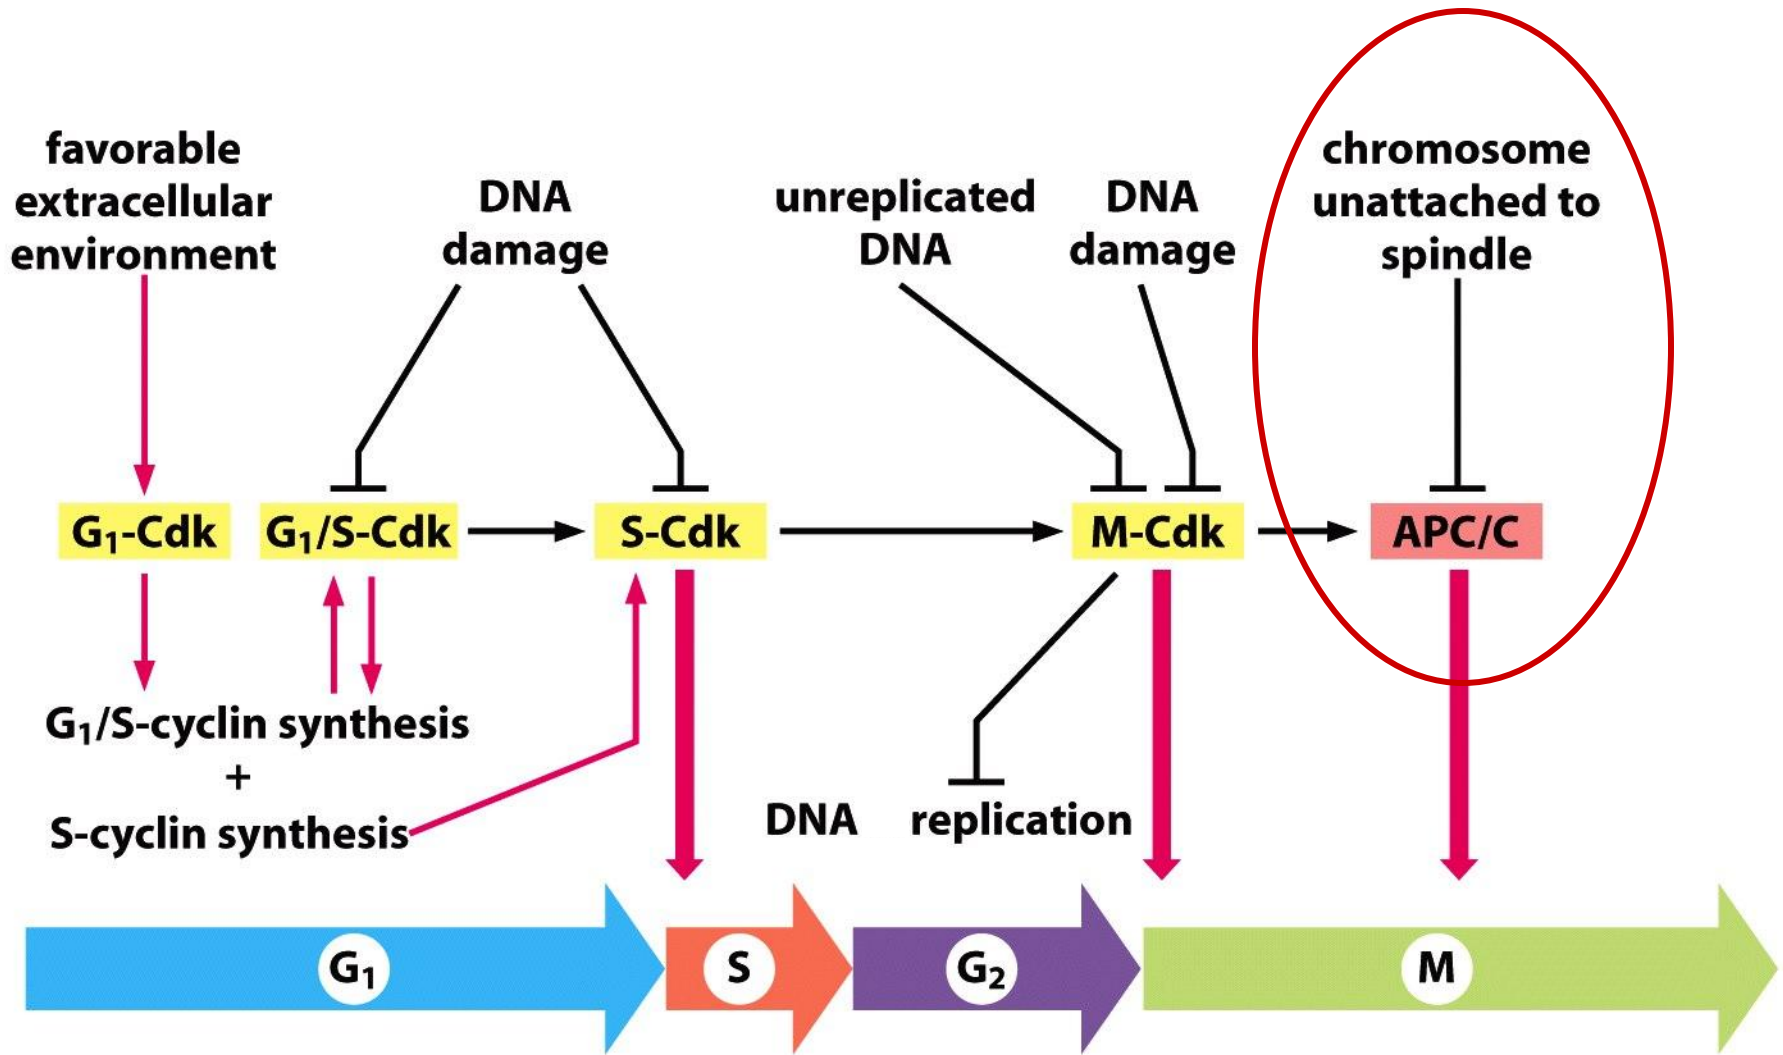 favorable
extracellular
environment
DNA
damage
unreplicated
DNA
DNA
damage
chromosome
unattached to
spindle
G₁-Cdk
G₁/S-Cdk
S-Cdk
M-Cdk
APC/C
G₁/S-cyclin synthesis
+
S-cyclin synthesis
DNA replication
G₁
S
G₂
M